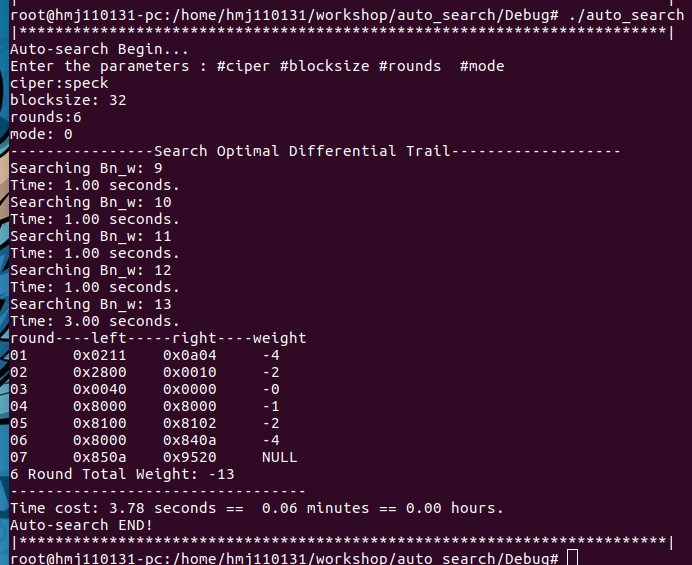 root@hmj110131-pc:/home/hmj110131/workshop/auto_search/Debug# ./auto_search
|************************************************************************|
Auto-search Begin...
Enter the parameters : #ciper #blocksize #rounds  #mode
ciper:speck
blocksize: 32
rounds:6
mode: 0
----------------Search Optimal Differential Trail-------------------
Searching Bn_w: 9
Time: 1.00 seconds.
Searching Bn_w: 10
Time: 1.00 seconds.
Searching Bn_w: 11
Time: 1.00 seconds.
Searching Bn_w: 12
Time: 1.00 seconds.
Searching Bn_w: 13
Time: 3.00 seconds.
round----left-----right----weight
01     0x0211    0x0a04     -4
02     0x2800    0x0010     -2
03     0x0040    0x0000     -0
04     0x8000    0x8000     -1
05     0x8100    0x8102     -2
06     0x8000    0x840a     -4
07     0x850a    0x9520     NULL
6 Round Total Weight: -13
---------------------------------
Time cost: 3.78 seconds ==  0.06 minutes == 0.00 hours.
Auto-search END!
|************************************************************************|
root@hmj110131-pc:/home/hmj110131/workshop/auto_search/Debug#